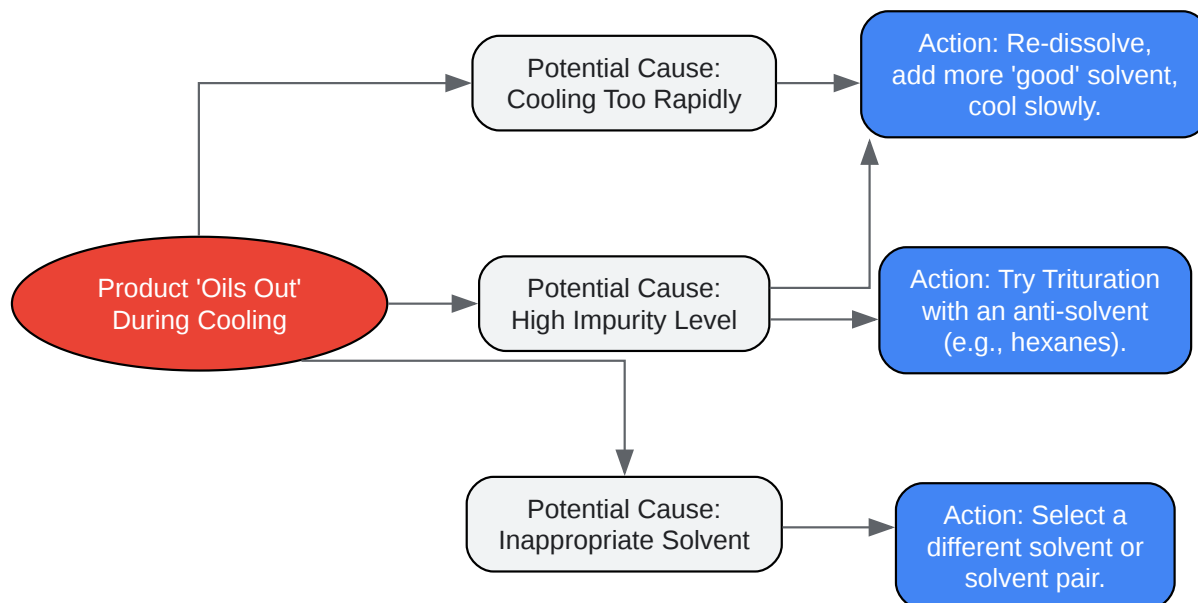 Potential Cause:
Cooling Too Rapidly
Action: Re-dissolve,
add more 'good' solvent,
cool slowly.
Product 'Oils Out'
During Cooling
Potential Cause:
High Impurity Level
Action: Try Trituration
with an anti-solvent
(e.g., hexanes).
Potential Cause:
Inappropriate Solvent
Action: Select a
different solvent or
solvent pair.